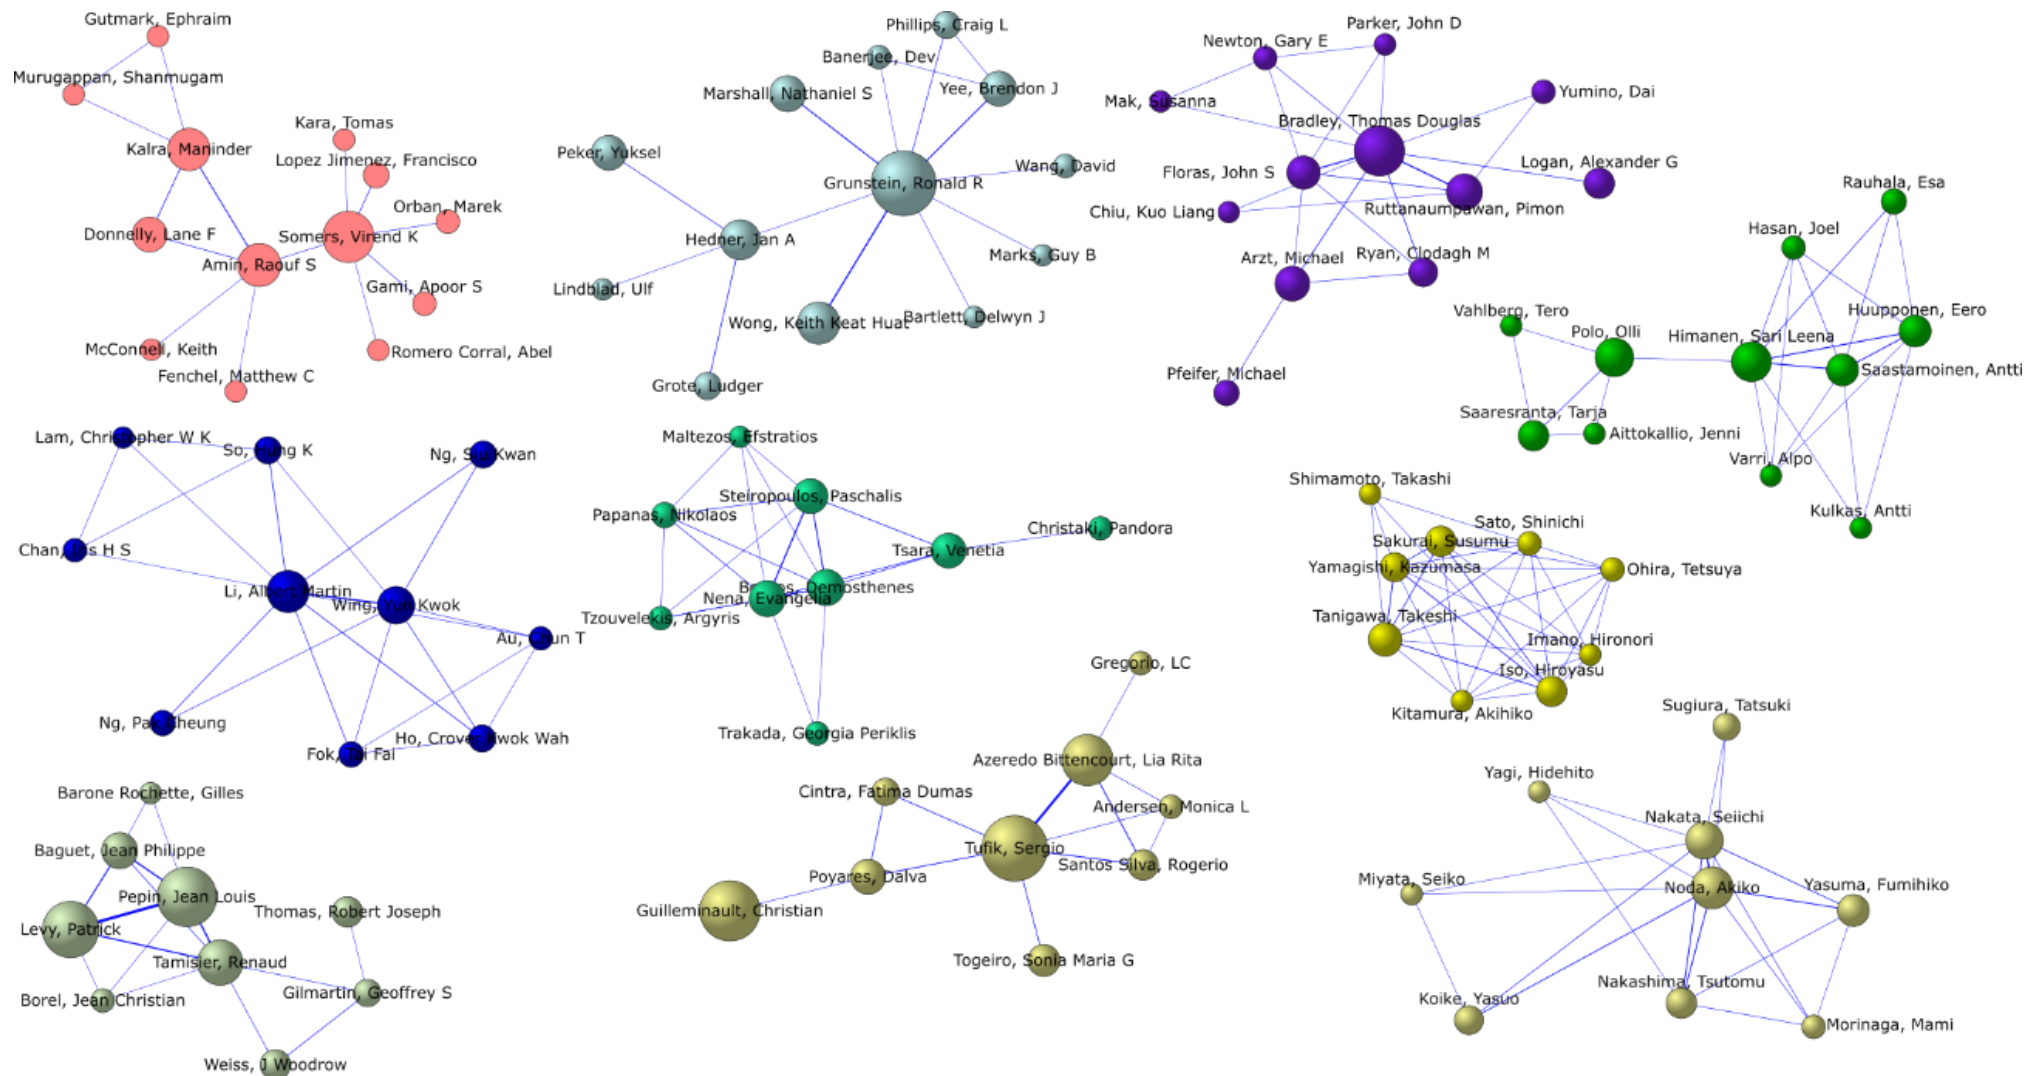 Gutmark, Ephraim
Murugappan, Shanmugam
Kalra, Maninder
Kara, Tomas
Lopez Jimenez, Francisco
Orban, Marek
Donnelly, Lane F
Somers, Virend K
Amin, Raouf S
Gami, Apoor S
McConnell, Keith
Romero Corral, Abel
Fenchel, Matthew C
Phillips, Craig L
Banerjee, Dev
Marshall, Nathaniel S
Yee, Brendon J
Peker, Yuksel
Wang, David
Grunstein, Ronald R
Hedner, Jan A
Marks, Guy B
Lindblad, Ulf
Wong, Keith Keat Huat
Bartlett, Delwyn J
Grote, Ludger
Parker, John D
Newton, Gary E
Mak, Susanna
Yumino, Dai
Bradley, Thomas Douglas
Floras, John S
Logan, Alexander G
Chiu, Kuo Liang
Ruttanaumpawan, Pimon
Arzt, Michael
Ryan, Clodagh M
Pfeifer, Michael
Rauhala, Esa
Hasan, Joel
Vahlberg, Tero
Polo, Olli
Huupponen, Eero
Himanen, Sari Leena
Saastamoinen, Antti
Saaresranta, Tarja
Aittokallio, Jenni
Varri, Alpo
Kulkas, Antti
Lam, Christopher W K
So, Hung K
Ng, Siu Kwan
Chan, Iris H S
Li, Albert Martin
Wing, Yun Kwok
Au, Chun T
Ng, Pak Cheung
Ho, Crover Kwok Wah
Fok, Tai Fai
Maltezos, Efstratios
Steiropoulos, Paschalis
Papanas, Nikolaos
Christaki, Pandora
Tsara, Venetia
Demosthenes
Nena, Evangelia
Tzouvelekis, Argyris
Trakada, Georgia Periklis
Shimamoto, Takashi
Sato, Shinichi
Sakurai, Susumu
Yamagishi, Kazumasa
Ohira, Tetsuya
Tanigawa, Takeshi
Imano, Hironori
Iso, Hiroyasu
Kitamura, Akihiko
Barone Rochette, Gilles
Baguet, Jean Philippe
Pepin, Jean Louis
Thomas, Robert Joseph
Levy, Patrick
Tamisier, Renaud
Borel, Jean Christian
Gilmartin, Geoffrey S
Weiss, J Woodrow
Gregorio, LC
Azeredo Bittencourt, Lia Rita
Cintra, Fatima Dumas
Andersen, Monica L
Tufik, Sergio
Santos Silva, Rogerio
Poyares, Dalva
Guilleminault, Christian
Togeiro, Sonia Maria G
Sugiura, Tatsuki
Yagi, Hidehito
Nakata, Seiichi
Miyata, Seiko
Noda, Akiko
Yasuma, Fumihiko
Nakashima, Tsutomu
Koike, Yasuo
Morinaga, Mami